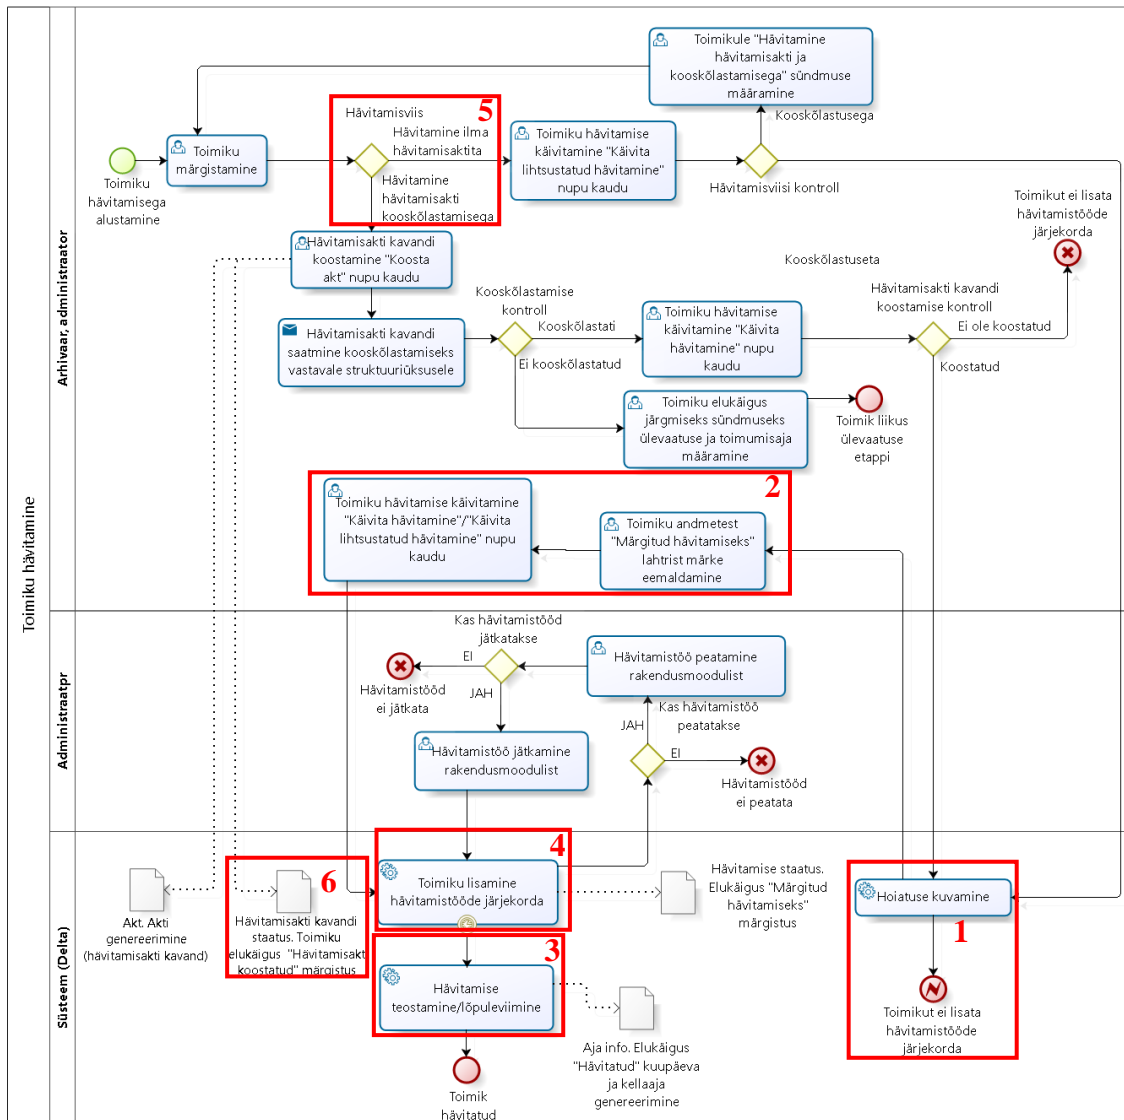 Toimiku hävitamine
Arhivaar, administraator
Administraatpr
Süsteem (Delta)
Toimikule "Hävitamine
hävitamisakti ja
kooskõlastamisega" sündmuse
määramine
Kooskõlastusega
5
Hävitamisviis
Hävitamine ilma
hävitamisaktita
Hävitamine
hävitamisakti
kooskõlastamisega
Toimiku
märgistamine
Toimiku
hävitamisega
alustamine
Toimiku hävitamise
käivitamine "Käivita
lihtsustatud hävitamine"
nupu kaudu
Hävitamisviisi kontroll
Toimikut ei lisata
hävitamistööde
järjekorda
Hävitamisakti kavandi
koostamine "Koosta
akt" nupu kaudu
Kooskõlastuseta
Kooskõlastamise
kontroll
Kooskõlastati
Ei kooskõlastatud
Hävitamisakti kavandi
saatmine kooskõlastamiseks
vastavale struktuuriüksusele
Toimiku hävitamise
käivitamine "Käivita
hävitamine" nupu
kaudu
Hävitamisakti kavandi
koostamise kontroll
Ei ole koostatud
Koostatud
Toimiku elukäigus
järgmiseks sündmuseks
ülevaatuse ja toimumisaja
määramine
Toimik liikus
ülevaatuse
etappi
2
Toimiku hävitamise käivitamine
"Käivita hävitamine"/"Käivita
lihtsustatud hävitamine" nupu
kaudu
Toimiku andmetest
"Märgitud hävitamiseks"
lahtrist märke
eemaldamine
Kas hävitamistööd
jätkatakse
EI
JAH
Hävitamistööd
ei jätkata
Hävitamistöö peatamine
rakendusmoodulist
Kas hävitamistöö
peatatakse
JAH
EI
Hävitamistööd
ei peatata
Hävitamistöö jätkamine
rakendusmoodulist
4
Toimiku lisamine
hävitamistööde järjekorda
Hävitamise staatus.
Elukäigus "Märgitud
hävitamiseks"
märgistus
Hoiatuse kuvamine
1
Toimikut ei lisata
hävitamistööde
järjekorda
Akt. Akti
genereerimine
(hävitamisakti kavand)
6
Hävitamisakti kavandi
staatus. Toimiku
elukäigus "Hävitamisakt
koostatud" märgistus
3
Hävitamise
teostamine/lõpuleviimine
Aja info. Elukäigus
"Hävitatud" kuupäeva
ja kellaaja
genereerimine
Toimik
hävitatud